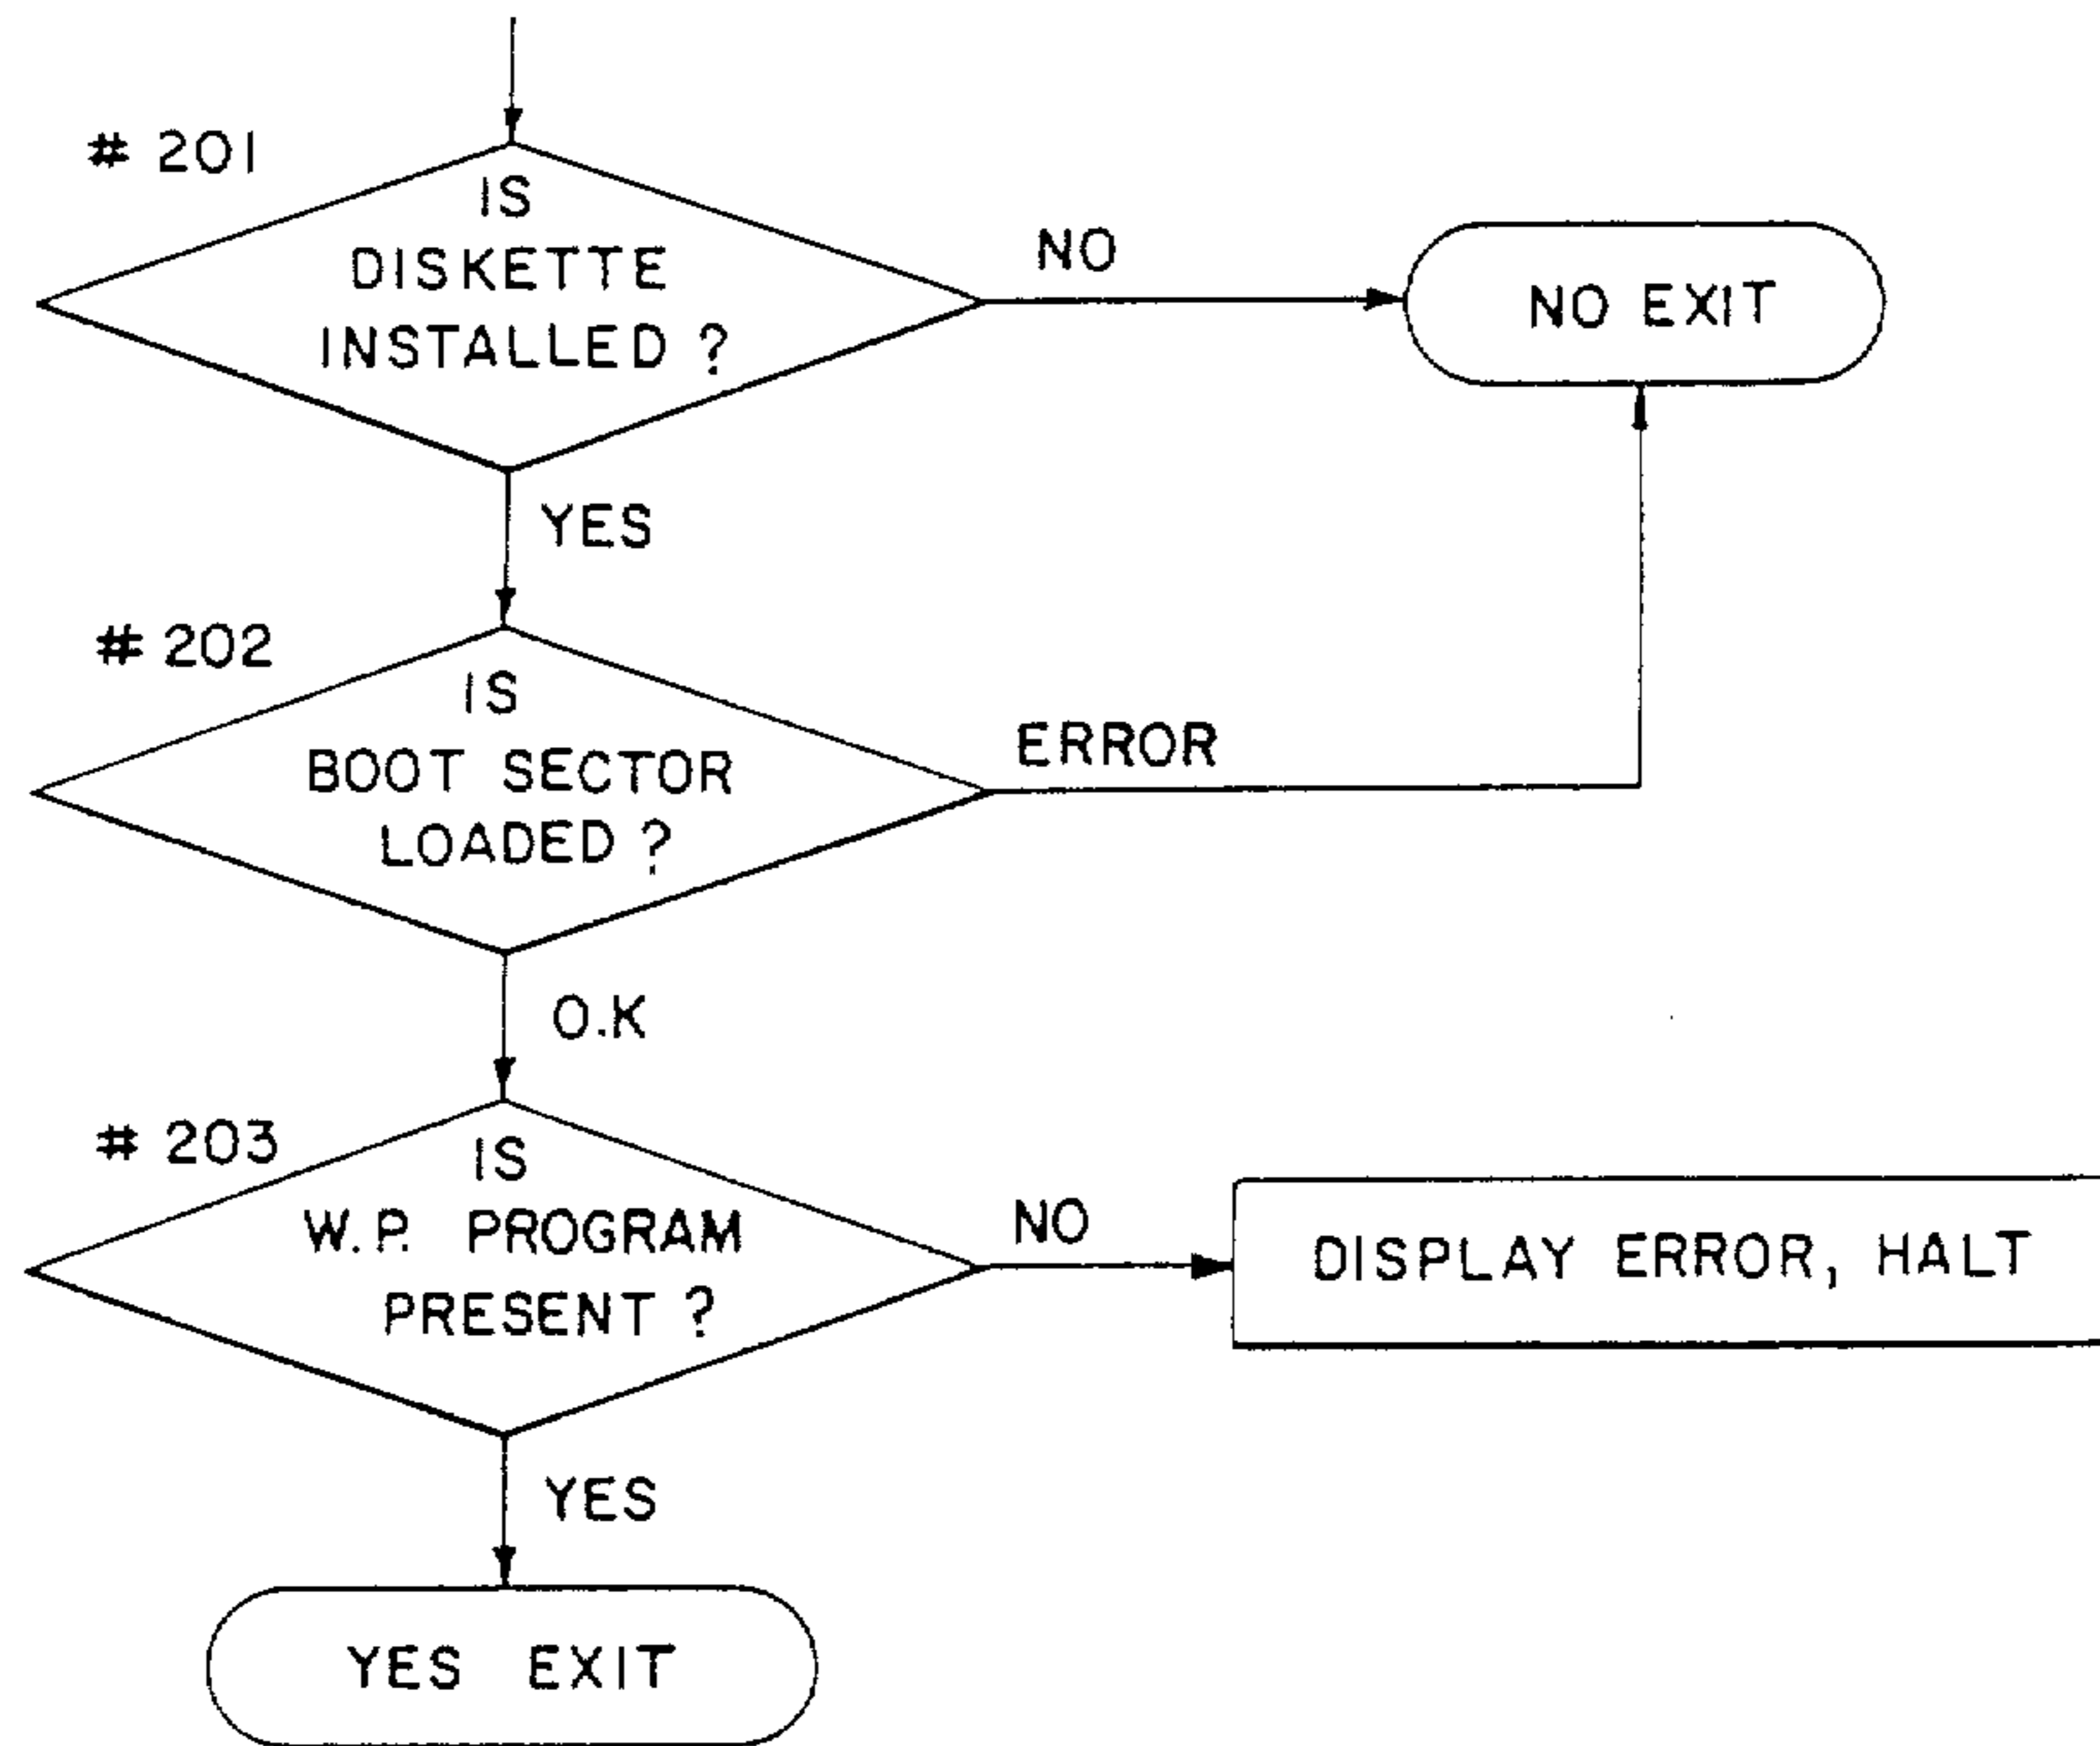 # 201
IS
DISKETTE
INSTALLED ?
NO
NO EXIT
YES
# 202
IS
BOOT SECTOR
LOADED ?
ERROR
O.K
# 203
IS
W.P. PROGRAM
PRESENT ?
NO
DISPLAY ERROR, HALT
YES
YES EXIT